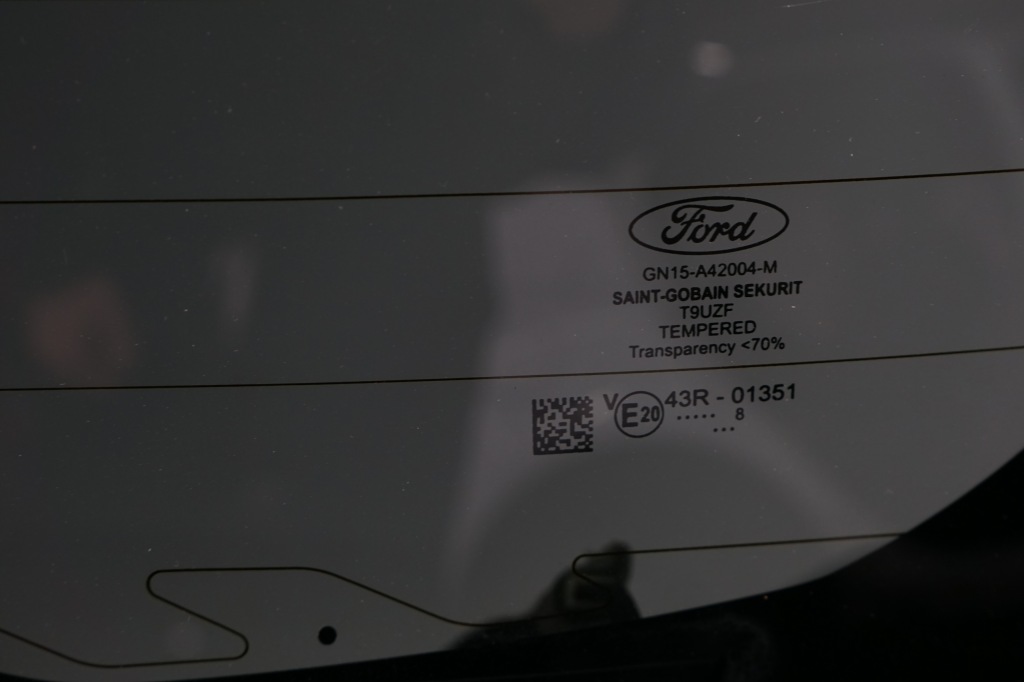 Ford
GN15-A42004-M
SAINT-GOBAIN SEKURIT
T9UZF
TEMPERED
Transparency <70%
V E20 43R - 01351
..... 8
...